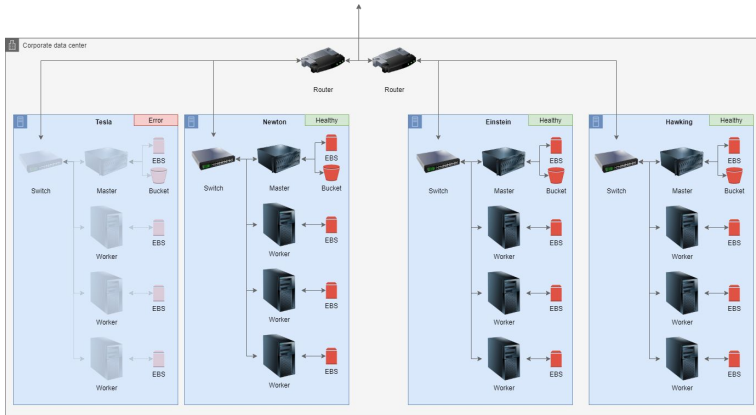 Corporate data center
Router
Router
Tesla
Error
Newton
Healthy
Einstein
Healthy
Hawking
Healthy
EBS
EBS
EBS
EBS
Switch
Master
Bucket
Switch
Master
Bucket
Switch
Master
Bucket
Switch
Master
Bucket
EBS
EBS
EBS
EBS
Worker
Worker
Worker
Worker
EBS
EBS
EBS
EBS
Worker
Worker
Worker
Worker
EBS
EBS
EBS
EBS
Worker
Worker
Worker
Worker